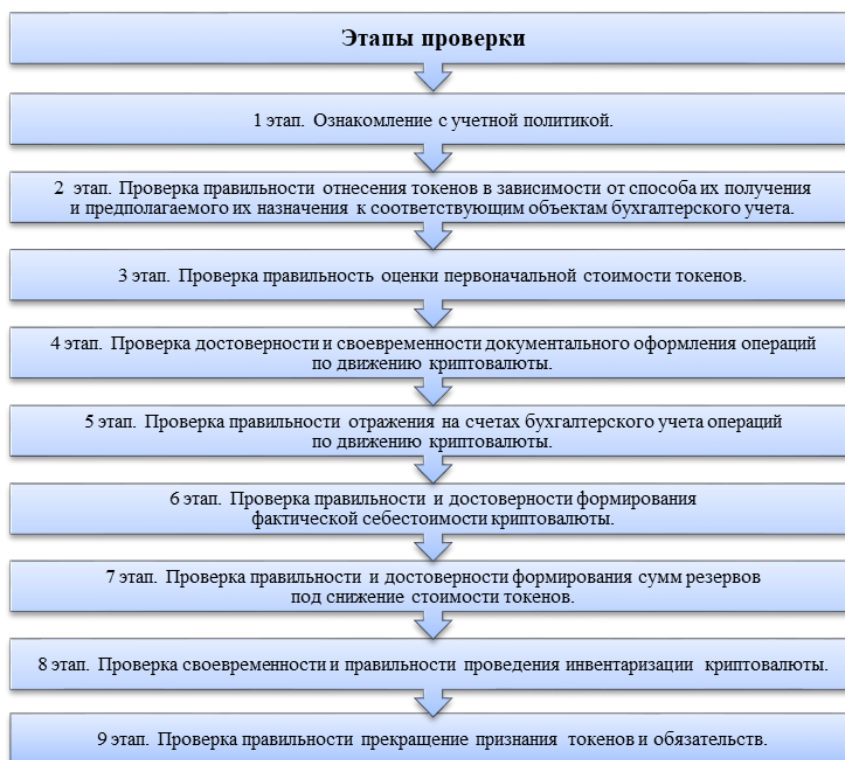 Этапы проверки
1 этап. Ознакомление с учетной политикой.
2 этап. Проверка правильности отнесения токенов в зависимости от способа их получения
и предполагаемого их назначения к соответствующим объектам бухгалтерского учета.
3 этап. Проверка правильность оценки первоначальной стоимости токенов.
4 этап. Проверка достоверности и своевременности документального оформления операций
по движению криптовалюты.
5 этап. Проверка правильности отражения на счетах бухгалтерского учета операций
по движению криптовалюты.
6 этап. Проверка правильности и достоверности формирования
фактической себестоимости криптовалюты.
7 этап. Проверка правильности и достоверности формирования сумм резервов
под снижение стоимости токенов.
8 этап. Проверка своевременности и правильности проведения инвентаризации криптовалюты.
9 этап. Проверка правильности прекращение признания токенов и обязательств.